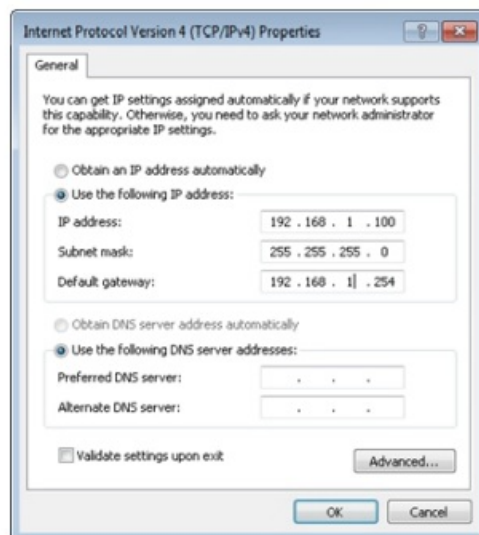 Internet Protocol Version 4 (TCP/IPv4) Properties
General
You can get IP settings assigned automatically if your network supports
this capability. Otherwise, you need to ask your network administrator
for the appropriate IP settings.
Obtain an IP address automatically
Use the following IP address:
IP address: 192 . 168 . 1 . 100
Subnet mask: 255 . 255 . 255 . 0
Default gateway: 192 . 168 . 1 . 254
Obtain DNS server address automatically
Use the following DNS server addresses:
Preferred DNS server: . . .
Alternate DNS server: . . .
Validate settings upon exit
Advanced...
OK Cancel